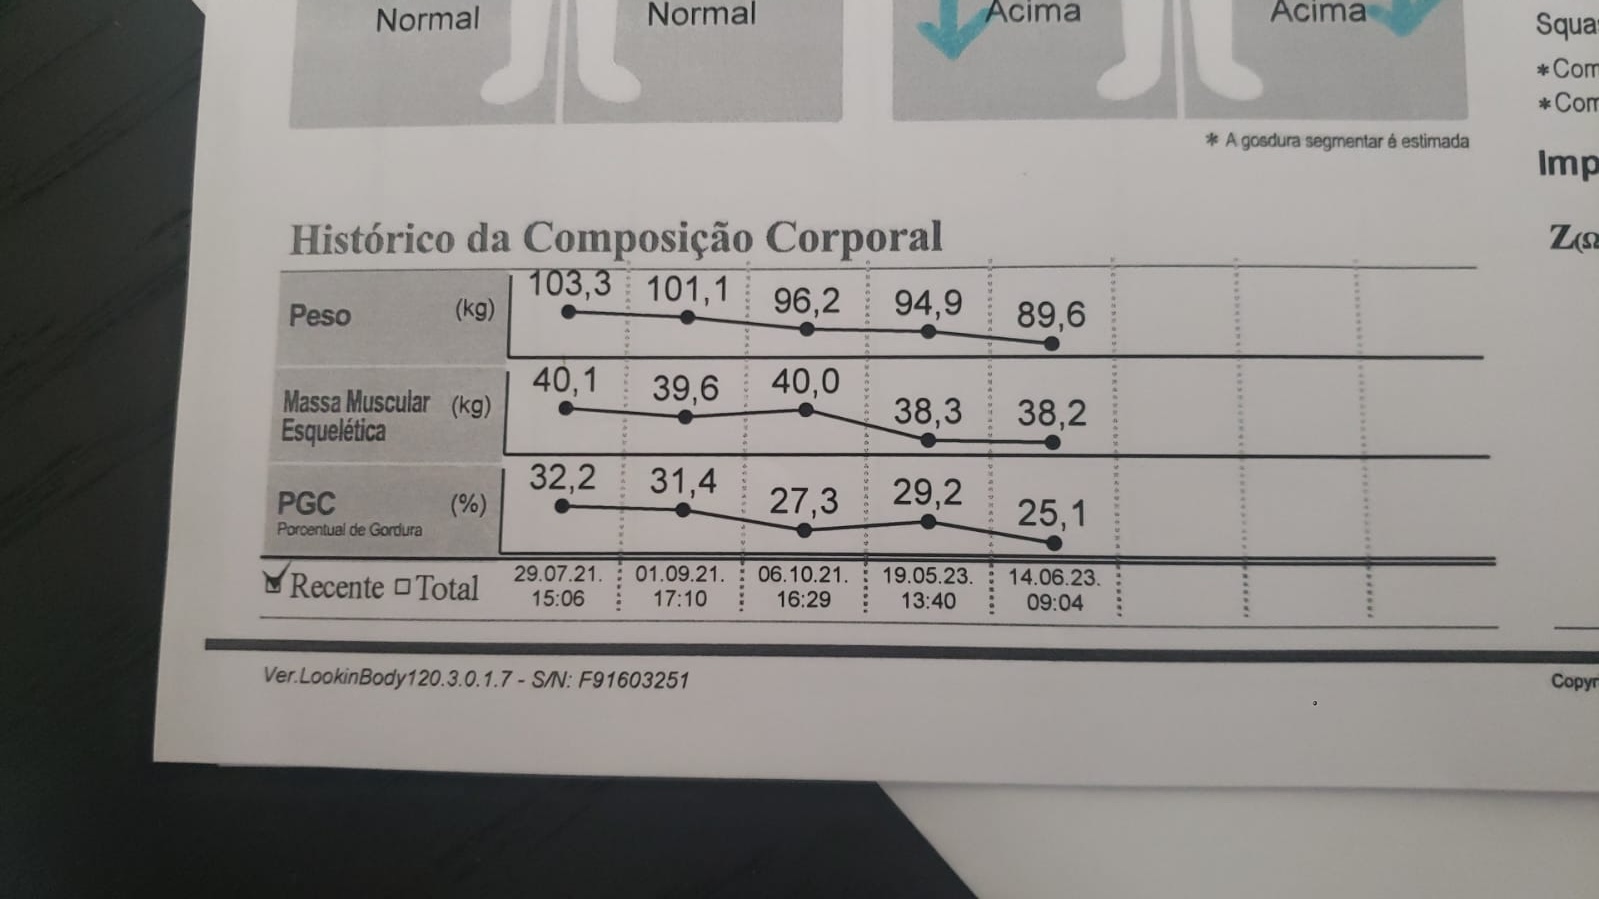 Normal Normal Acima Acima
Squa
*Com
*Com
* A gosdura segmentar é estimada
Imp
Z(Ω
Histórico da Composição Corporal
Peso (kg) 103,3 101,1 96,2 94,9 89,6
Massa Muscular Esquelética (kg) 40,1 39,6 40,0 38,3 38,2
PGC (%) 32,2 31,4 27,3 29,2 25,1
Porcentual de Gordura
Recente Total 29.07.21. 01.09.21. 06.10.21. 19.05.23. 14.06.23.
15:06 17:10 16:29 13:40 09:04
Ver.LookinBody120.3.0.1.7 - S/N: F91603251
Copyr